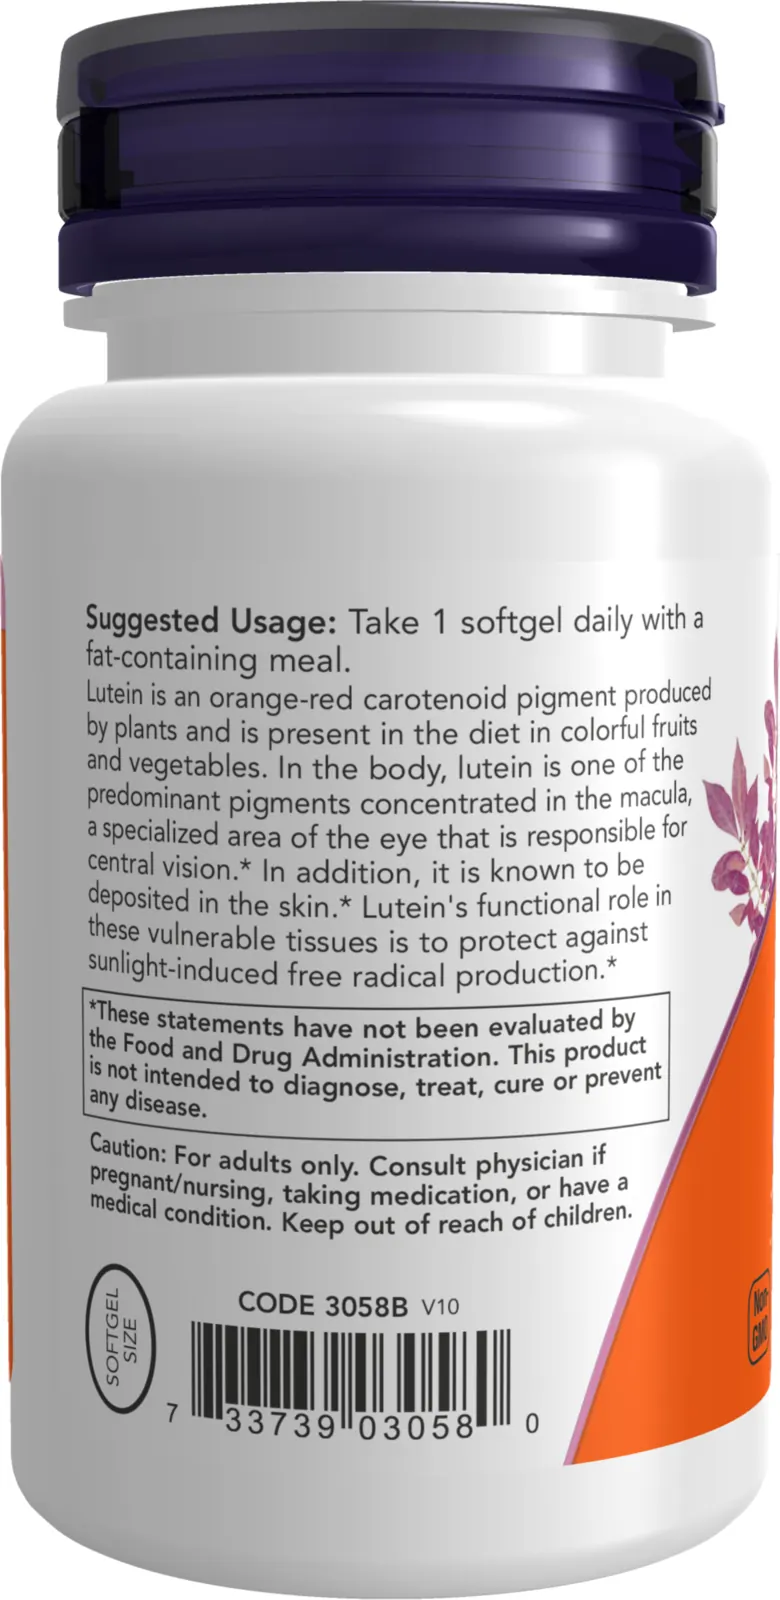 Suggested Usage: Take 1 softgel daily with a
fat-containing meal.
Lutein is an orange-red carotenoid pigment produced
by plants and is present in the diet in colorful fruits
and vegetables. In the body, lutein is one of the
predominant pigments concentrated in the macula,
a specialized area of the eye that is responsible for
central vision.* In addition, it is known to be
deposited in the skin.* Lutein's functional role in
these vulnerable tissues is to protect against
sunlight-induced free radical production.*
*These statements have not been evaluated by
the Food and Drug Administration. This product
is not intended to diagnose, treat, cure or prevent
any disease.
Caution: For adults only. Consult physician if
pregnant/nursing, taking medication, or have a
medical condition. Keep out of reach of children.
SOFTGEL
SIZE
CODE 3058B V10
7 33739 03058 0
Non-
GMO